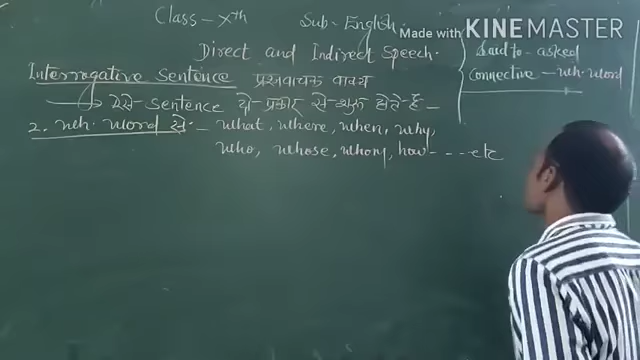 Class - Xth Sub - English.
Made with KINEMASTER
Direct and Indirect Speech.
Said to - asked
Connective - wh. word
Interrogative Sentence प्रश्नवाचक वाक्य
→ ऐसे Sentence दो प्रकार से शुरू होते हैं -
2. wh. word से - what, where, when, why,
who, whose, whom, how - - - - etc